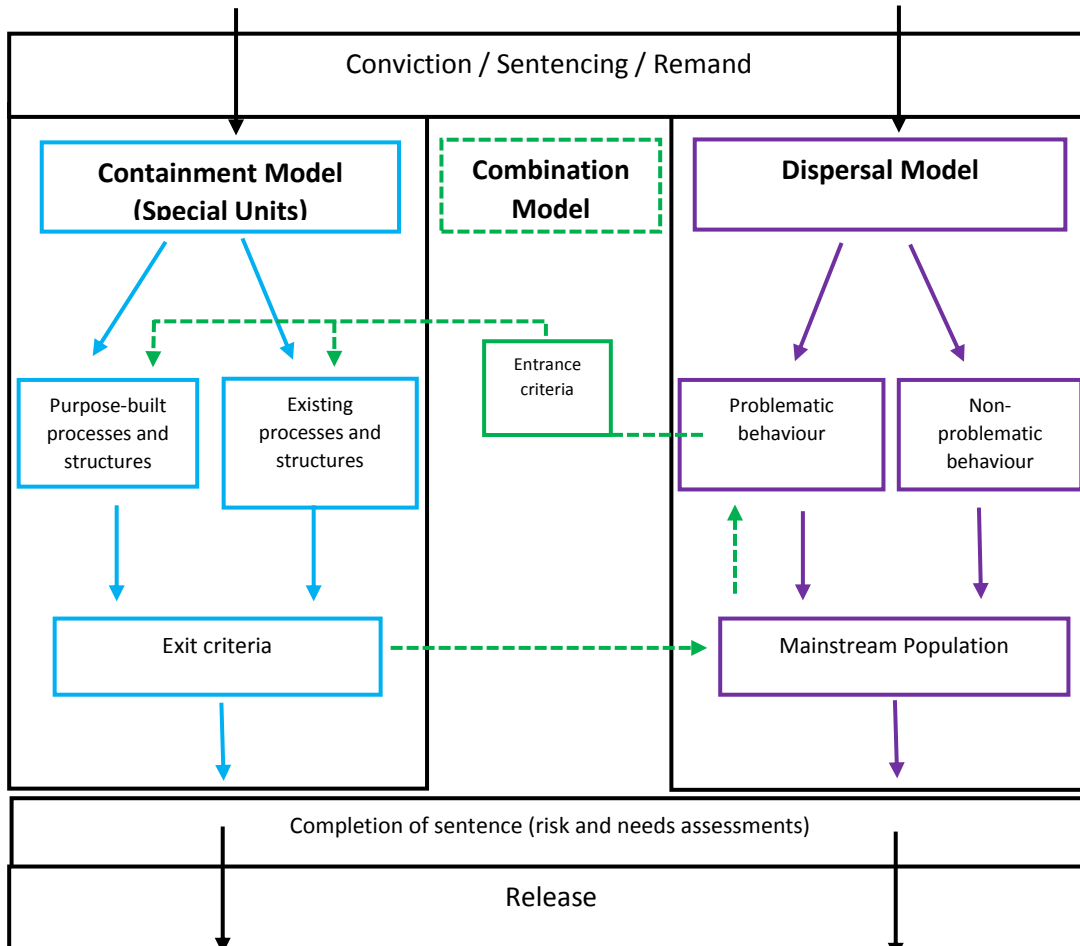 Conviction / Sentencing / Remand
Containment Model
(Special Units)
Combination
Model
Dispersal Model
Entrance
criteria
Purpose-built
processes and
structures
Existing
processes and
structures
Problematic
behaviour
Non-
problematic
behaviour
Exit criteria
Mainstream Population
Completion of sentence (risk and needs assessments)
Release